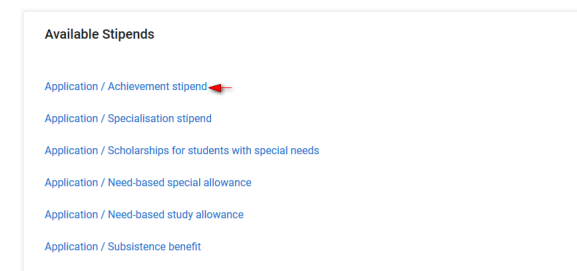 Available Stipends
Application / Achievement stipend
Application / Specialisation stipend
Application / Scholarships for students with special needs
Application / Need-based special allowance
Application / Need-based study allowance
Application / Subsistence benefit